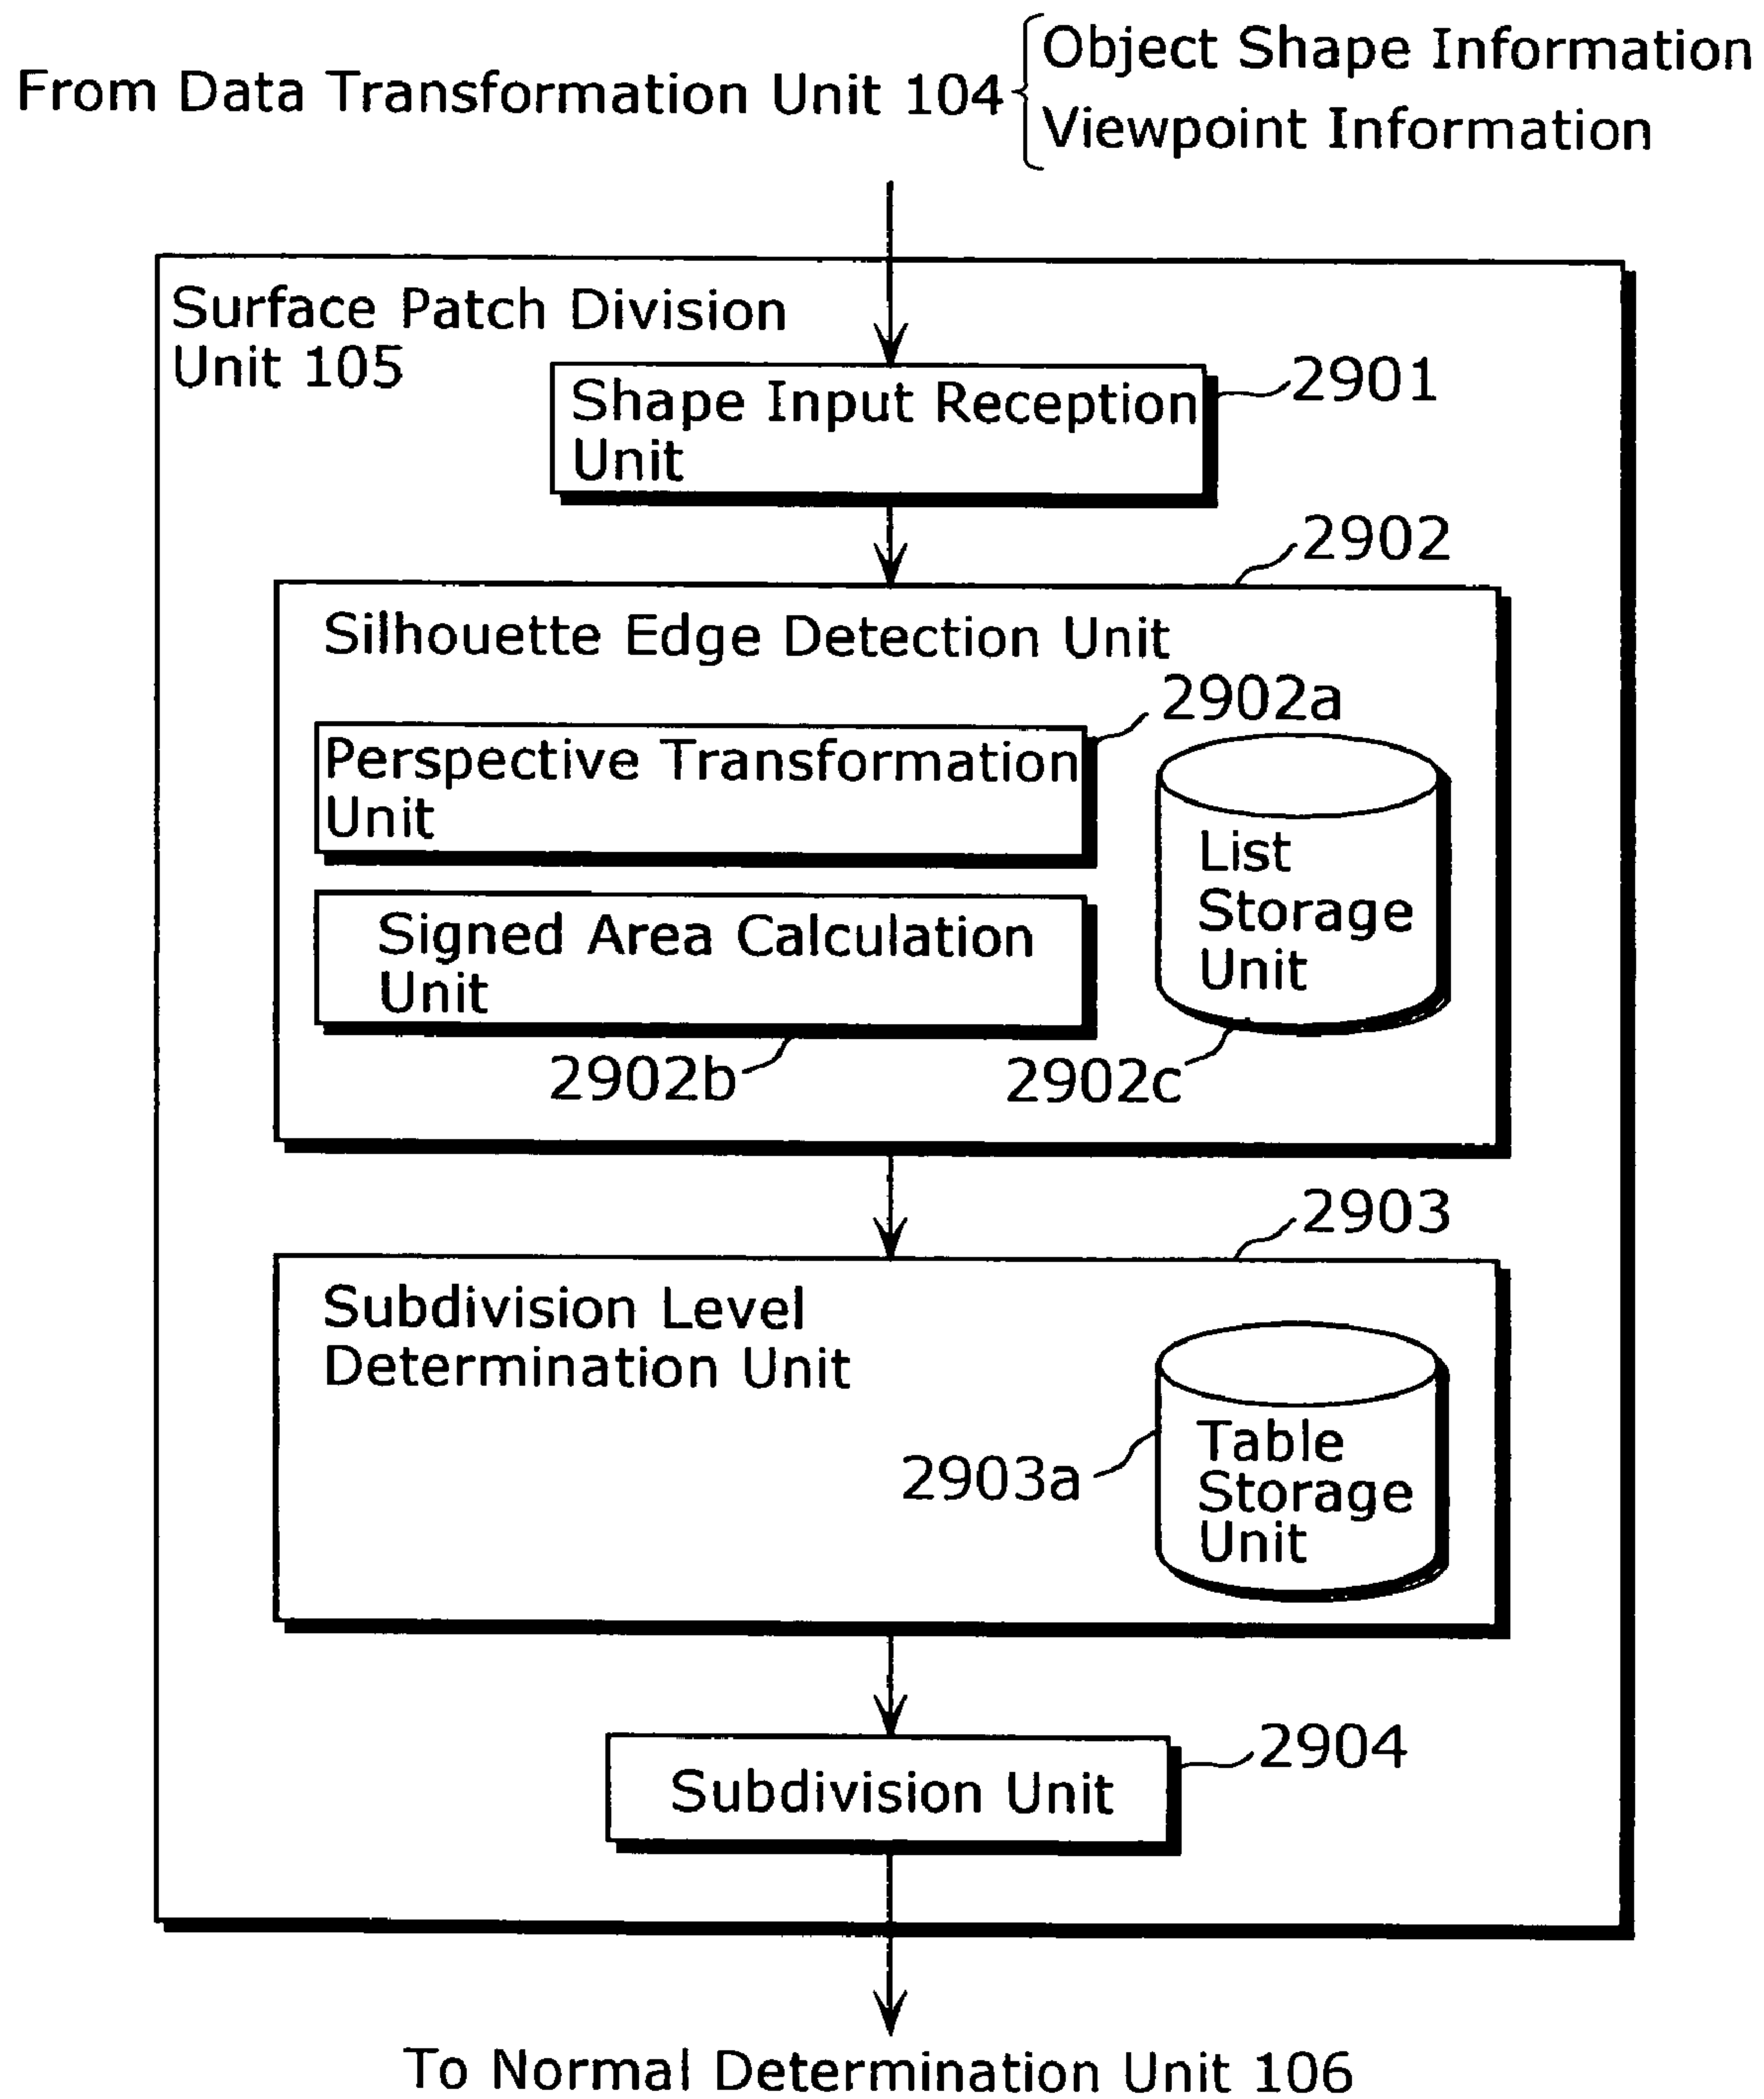 Object Shape Information
From Data Transformation Unit 104
Viewpoint Information
Surface Patch Division
Unit 105
2901
Shape Input Reception
Unit
2902
Silhouette Edge Detection Unit
2902a
Perspective Transformation
Unit
List
Storage
Unit
Signed Area Calculation
Unit
2902b
2902c
2903
Subdivision Level
Determination Unit
Table
Storage
Unit
2903a
2904
Subdivision Unit
To Normal Determination Unit 106